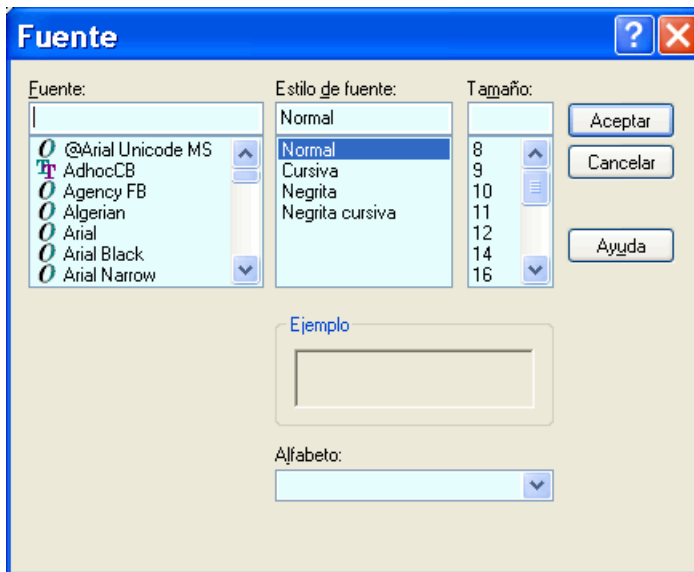 Fuente
Fuente:
Estilo de fuente:
Tamaño:
Normal
Aceptar
Cancelar
Ayuda
@Arial Unicode MS
AdhocCB
Agency FB
Algerian
Arial
Arial Black
Arial Narrow
Normal
Cursiva
Negrita
Negrita cursiva
8
9
10
11
12
14
16
Ejemplo
Alfabeto: